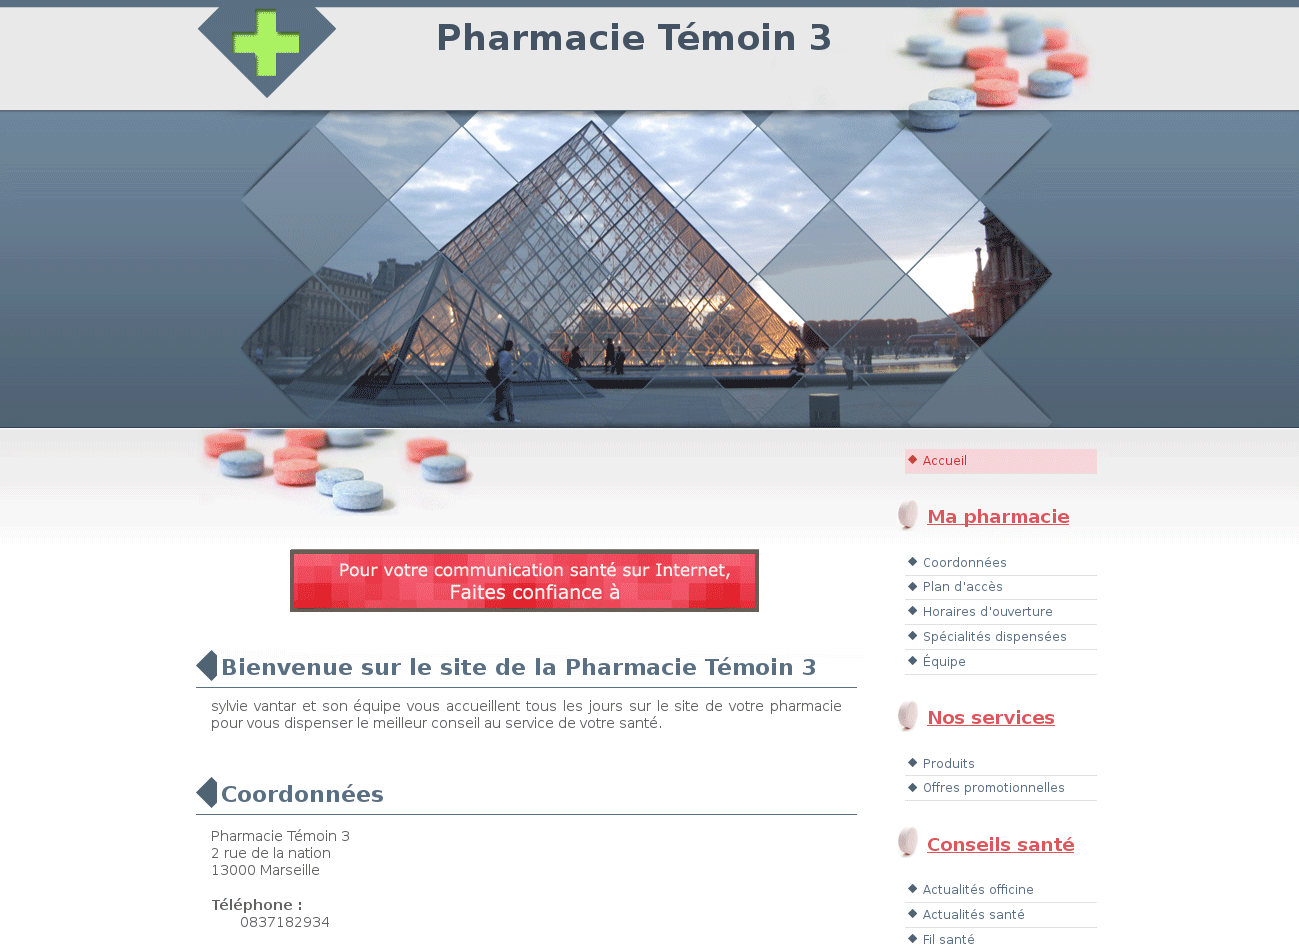 Pharmacie Témoin 3
Pour votre communication santé sur Internet,
Faites confiance à
Bienvenue sur le site de la Pharmacie Témoin 3
sylvie vantar et son équipe vous accueillent tous les jours sur le site de votre pharmacie
pour vous dispenser le meilleur conseil au service de votre santé.
Coordonnées
Pharmacie Témoin 3
2 rue de la nation
13000 Marseille
Téléphone :
0837182934
Accueil
Ma pharmacie
Coordonnées
Plan d'accès
Horaires d'ouverture
Spécialités dispensées
Équipe
Nos services
Produits
Offres promotionnelles
Conseils santé
Actualités officine
Actualités santé
Fil santé